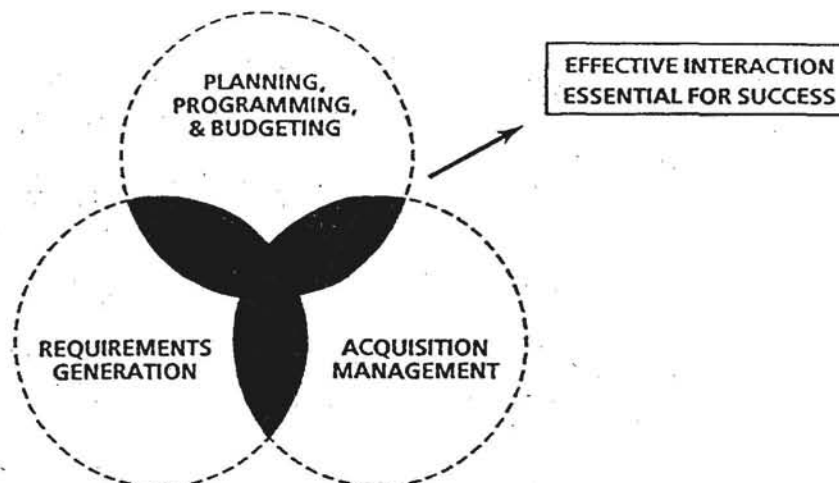 PLANNING,
PROGRAMMING,
& BUDGETING
EFFECTIVE INTERACTION
ESSENTIAL FOR SUCCESS
REQUIREMENTS
GENERATION
ACQUISITION
MANAGEMENT